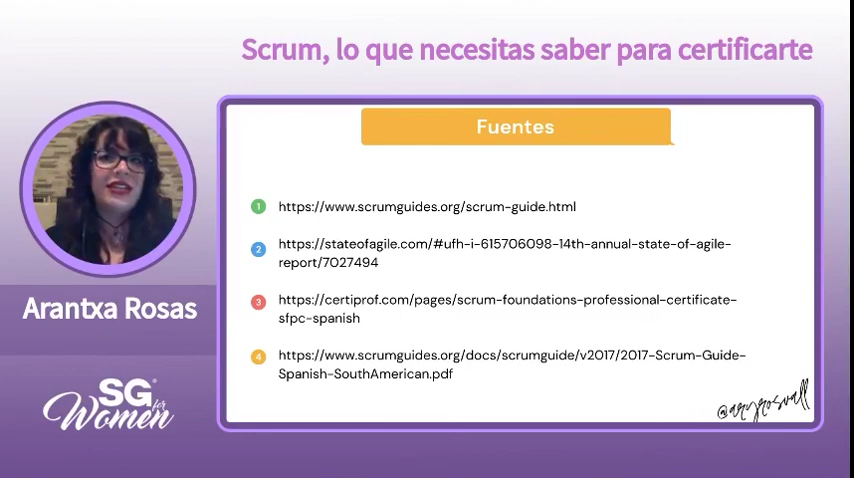 Scrum, lo que necesitas saber para certificarte
Fuentes
1 https://www.scrumguides.org/scrum-guide.html
2 https://stateofagile.com/#ufh-i-615706098-14th-annual-state-of-agile-
report/7027494
3 https://certiprof.com/pages/scrum-foundations-professional-certificate-
sfpc-spanish
4 https://www.scrumguides.org/docs/scrumguide/v2017/2017-Scrum-Guide-
Spanish-SouthAmerican.pdf
Arantxa Rosas
SG®
for
Women